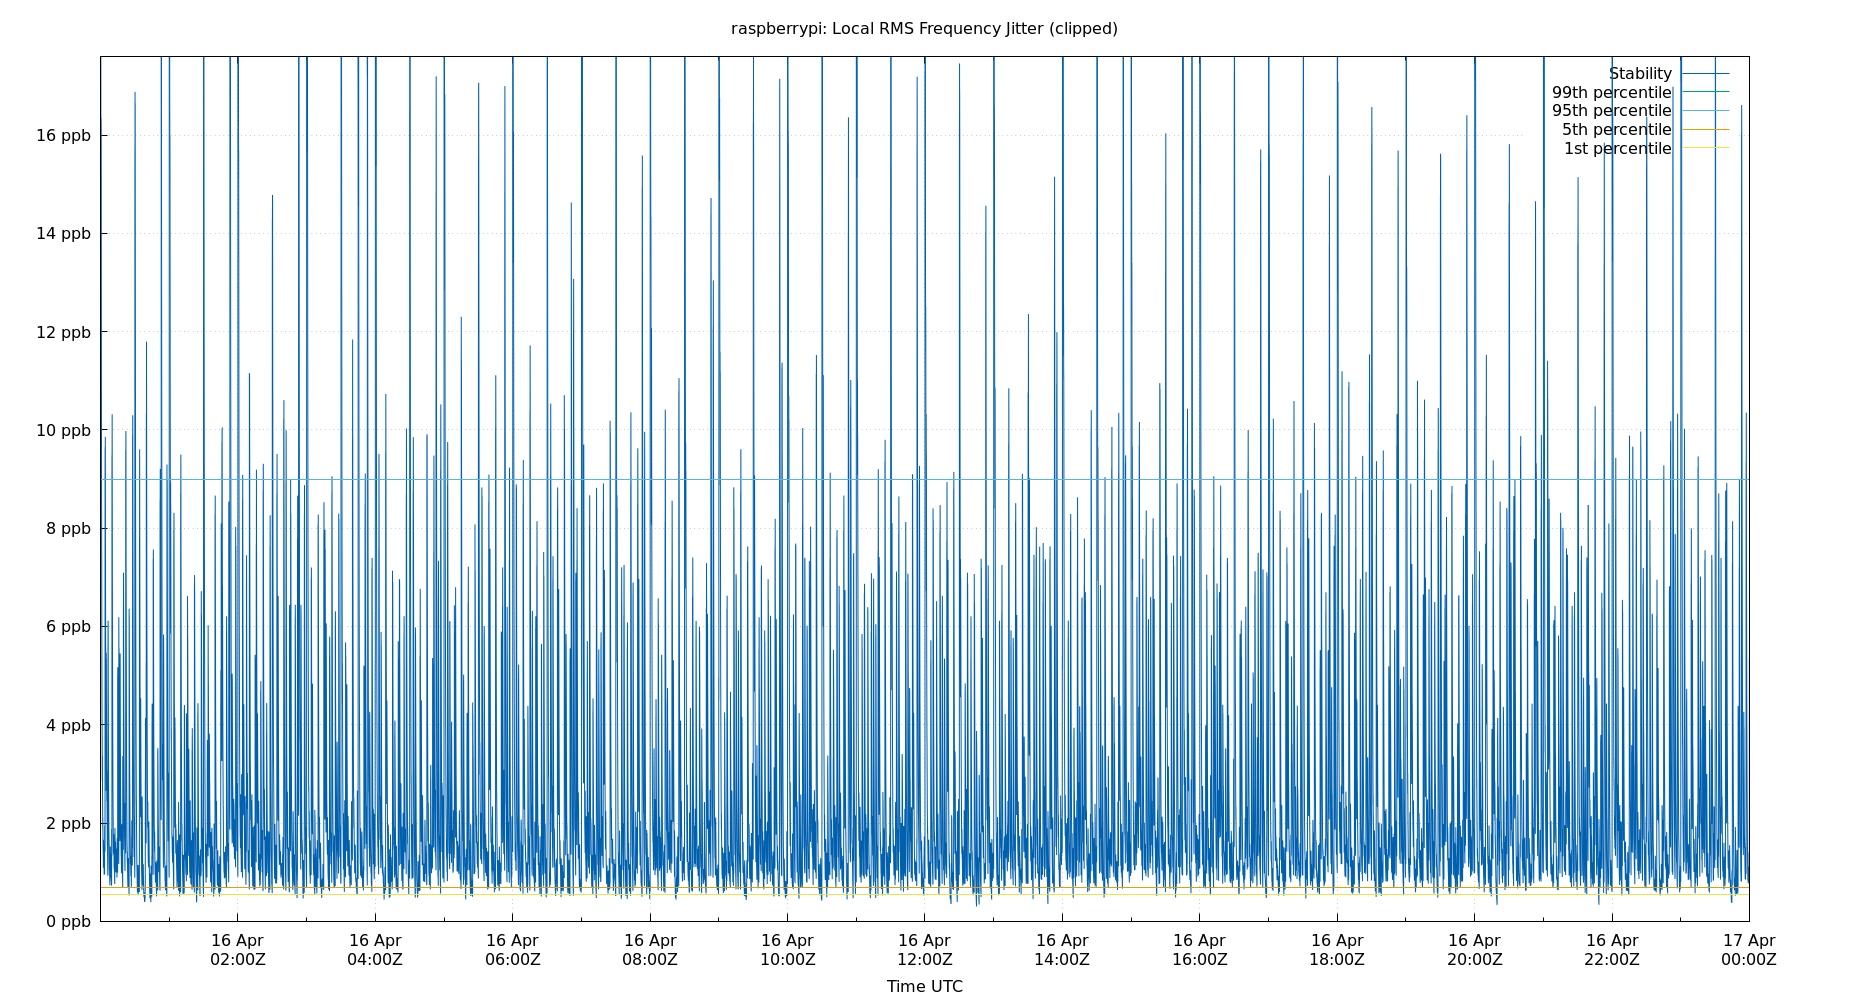 raspberrypi: Local RMS Frequency Jitter (clipped)
Stability
99th percentile
95th percentile
5th percentile
1st percentile
16 ppb
14 ppb
12 ppb
10 ppb
8 ppb
6 ppb
4 ppb
2 ppb
0 ppb
16 Apr 16 Apr 16 Apr 16 Apr 16 Apr 16 Apr 16 Apr 16 Apr 16 Apr 16 Apr 16 Apr 17 Apr
02:00Z 04:00Z 06:00Z 08:00Z 10:00Z 12:00Z 14:00Z 16:00Z 18:00Z 20:00Z 22:00Z 00:00Z
Time UTC